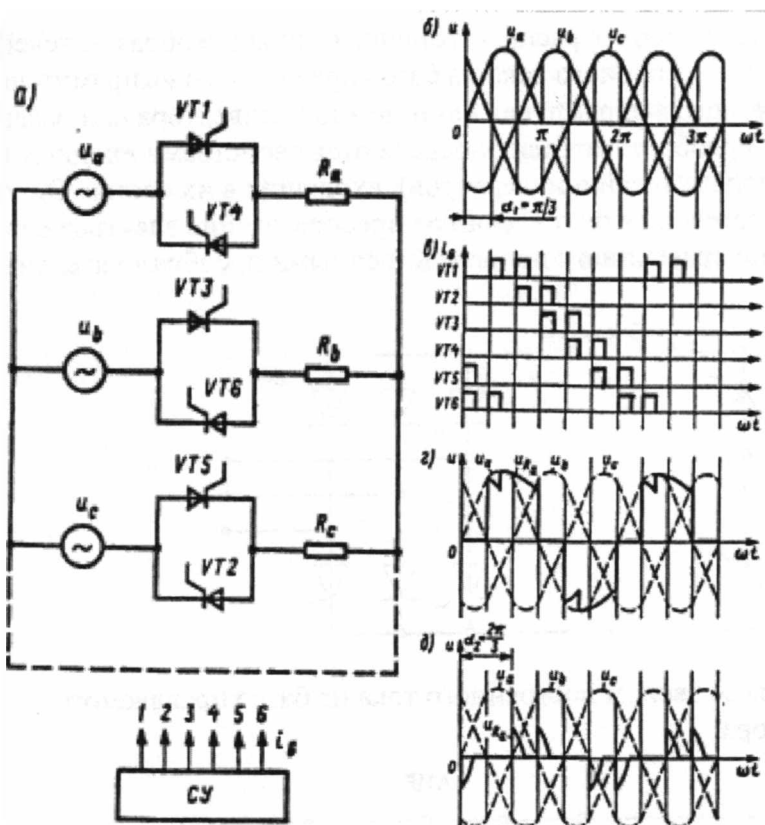 а)
u_a
VT1
VT4
R_a
u_b
VT3
VT6
R_b
u_c
VT5
VT2
R_c
1 2 3 4 5 6
i_в
СУ
б) u
u_a u_b u_c
0 π 2π 3π ωt
α₁ = π/3
в) i_в
VT1
VT2
VT3
VT4
VT5
VT6
ωt
г) u
u_a u_Ra u_b u_c
0 ωt
д) u
α₂ = 2π/3
u_a u_b u_c
u_Ra
0 ωt